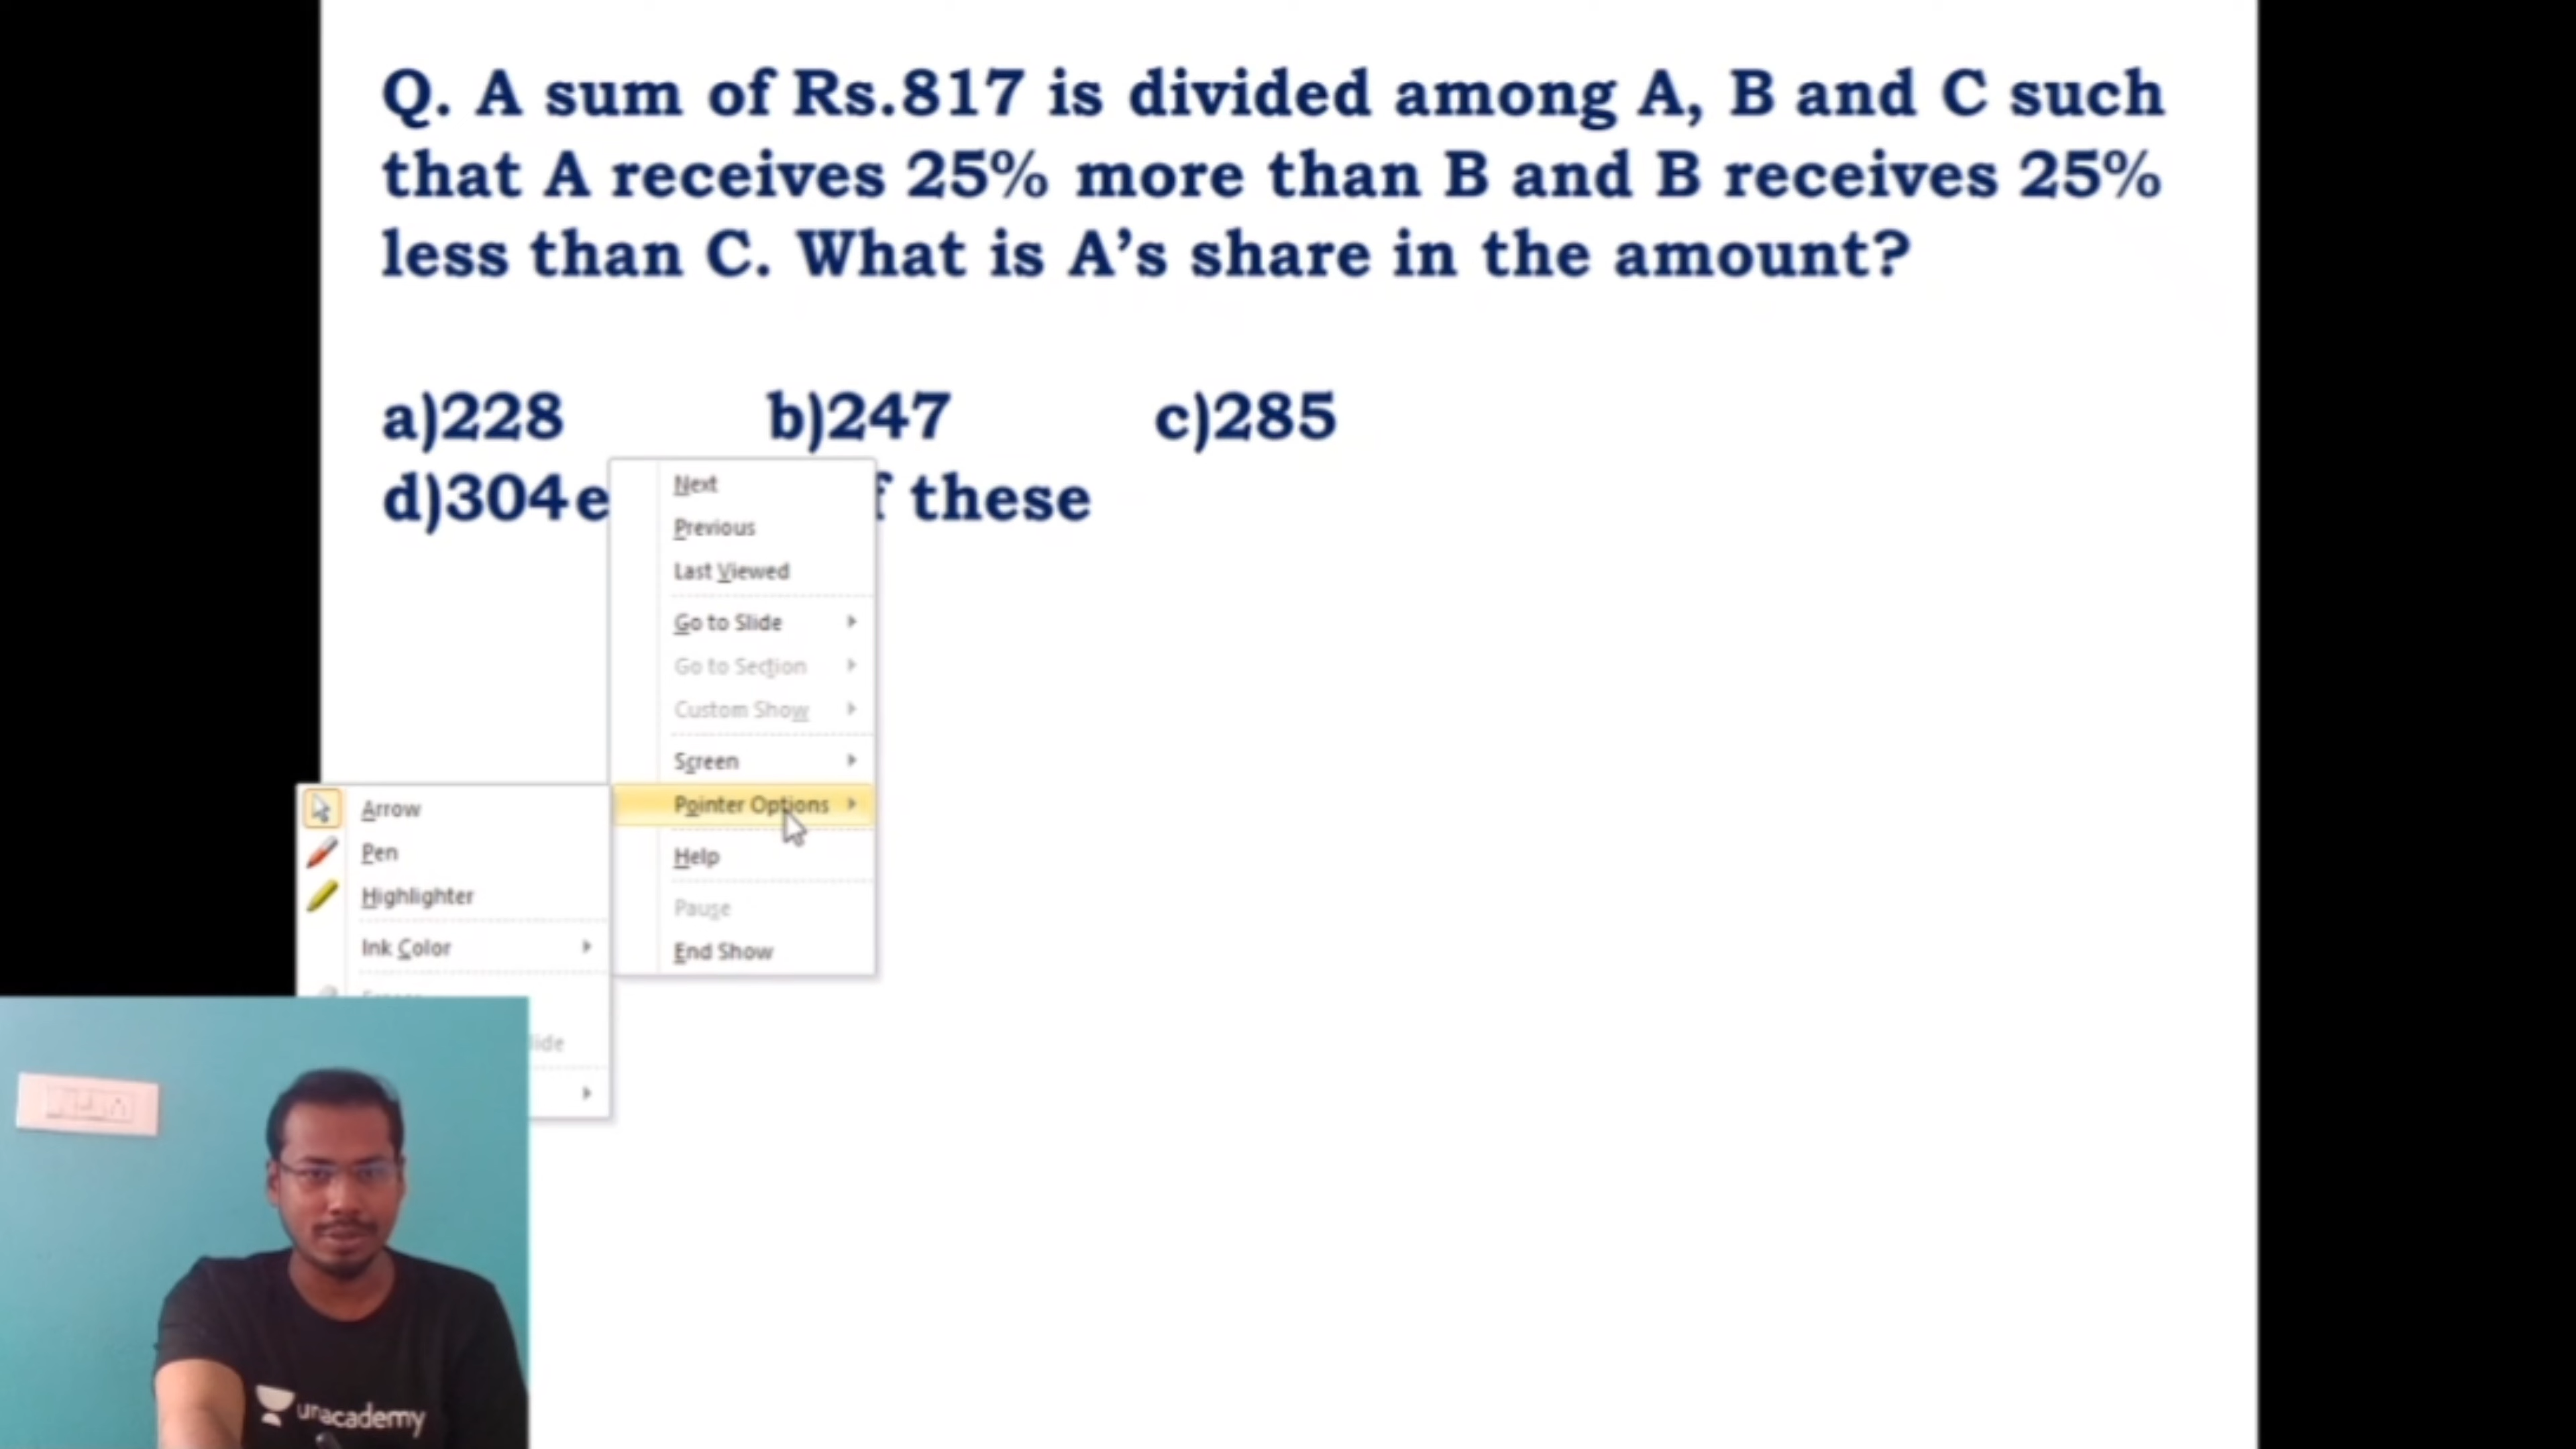 Q. A sum of Rs.817 is divided among A, B and C such
that A receives 25% more than B and B receives 25%
less than C. What is A’s share in the amount?
a)228 b)247 c)285
d)304 e f these
Next
Previous
Last Viewed
Go to Slide
Go to Section
Custom Show
Screen
Pointer Options
Help
Pause
End Show
Arrow
Pen
Highlighter
Ink Color
unacademy